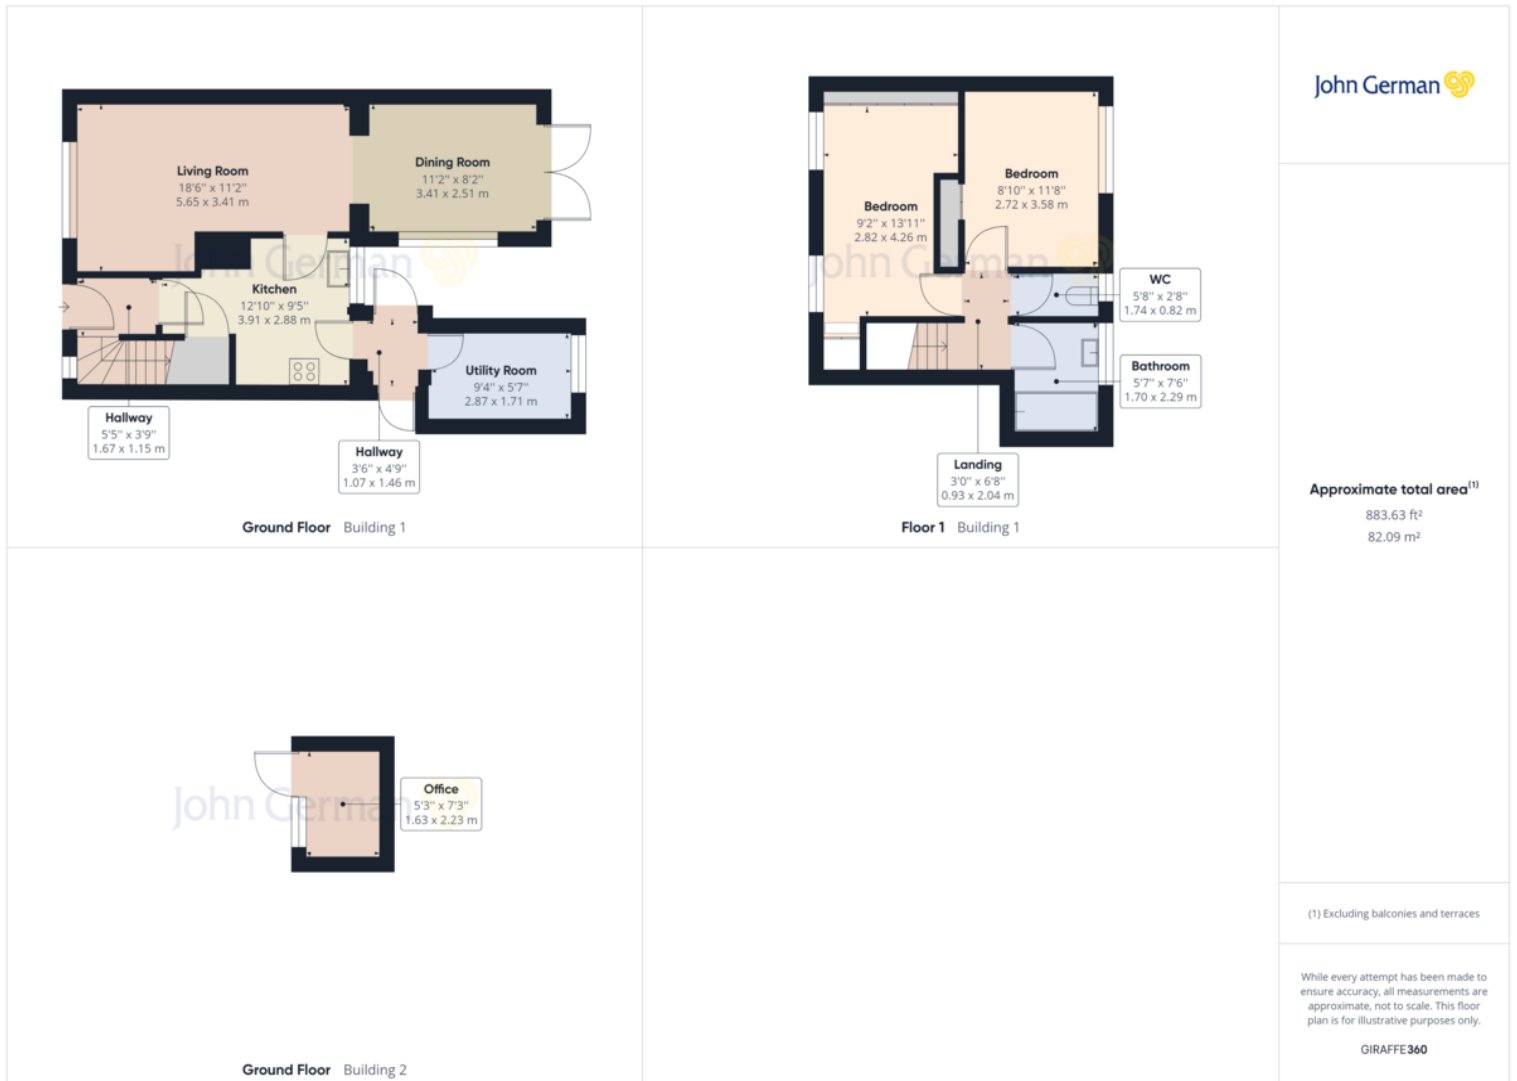 Living Room
18'6" x 11'2"
5.65 x 3.41 m
Dining Room
11'2" x 8'2"
3.41 x 2.51 m
Kitchen
12'10" x 9'5"
3.91 x 2.88 m
Utility Room
9'4" x 5'7"
2.87 x 1.71 m
Hallway
5'5" x 3'9"
1.67 x 1.15 m
Hallway
3'6" x 4'9"
1.07 x 1.46 m
John German
Ground Floor Building 1
Bedroom
8'10" x 11'8"
2.72 x 3.58 m
Bedroom
9'2" x 13'11"
2.82 x 4.26 m
WC
5'8" x 2'8"
1.74 x 0.82 m
Bathroom
5'7" x 7'6"
1.70 x 2.29 m
Landing
3'0" x 6'8"
0.93 x 2.04 m
John German
Floor 1 Building 1
Office
5'3" x 7'3"
1.63 x 2.23 m
John German
Ground Floor Building 2
John German
Approximate total area(1)
883.63 ft²
82.09 m²
(1) Excluding balconies and terraces
While every attempt has been made to
ensure accuracy, all measurements are
approximate, not to scale. This floor
plan is for illustrative purposes only.
GIRAFFE360